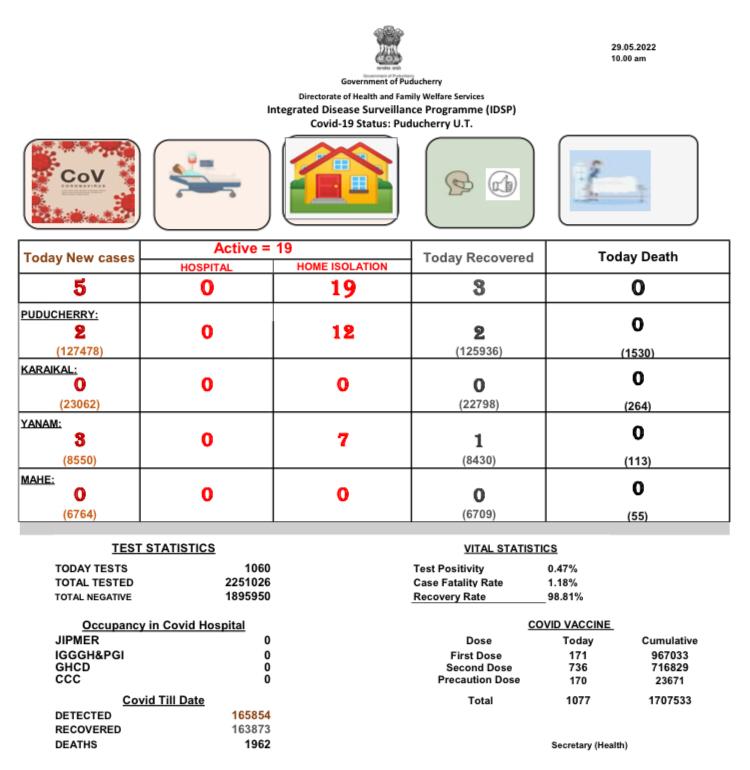 29.05.2022
10.00 am
Government of Puducherry
Government of Puducherry
Directorate of Health and Family Welfare Services
Integrated Disease Surveillance Programme (IDSP)
Covid-19 Status: Puducherry U.T.
CoV
CORONAVIRUS
Today New cases
Active = 19
HOSPITAL
HOME ISOLATION
Today Recovered
Today Death
5 0 19 3 0
PUDUCHERRY:
2 0 12 2 0
(127478) (125936) (1530)
KARAIKAL:
0 0 0 0 0
(23062) (22798) (264)
YANAM:
3 0 7 1 0
(8550) (8430) (113)
MAHE:
0 0 0 0 0
(6764) (6709) (55)
TEST STATISTICS
TODAY TESTS 1060
TOTAL TESTED 2251026
TOTAL NEGATIVE 1895950
VITAL STATISTICS
Test Positivity 0.47%
Case Fatality Rate 1.18%
Recovery Rate 98.81%
Occupancy in Covid Hospital
JIPMER 0
IGGGH&PGI 0
GHCD 0
CCC 0
COVID VACCINE
Dose Today Cumulative
First Dose 171 967033
Second Dose 736 716829
Precaution Dose 170 23671
Total 1077 1707533
Covid Till Date
DETECTED 165854
RECOVERED 163873
DEATHS 1962
Secretary (Health)